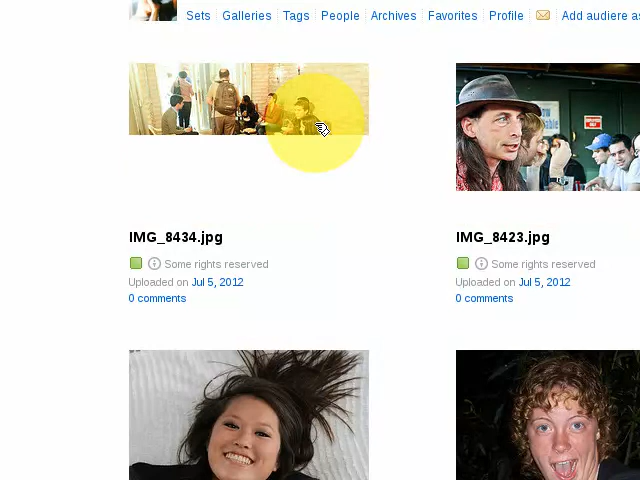 Sets Galleries Tags People Archives Favorites Profile Add audiere as
IMG_8434.jpg
Some rights reserved
Uploaded on Jul 5, 2012
0 comments
IMG_8423.jpg
Some rights reserved
Uploaded on Jul 5, 2012
0 comments